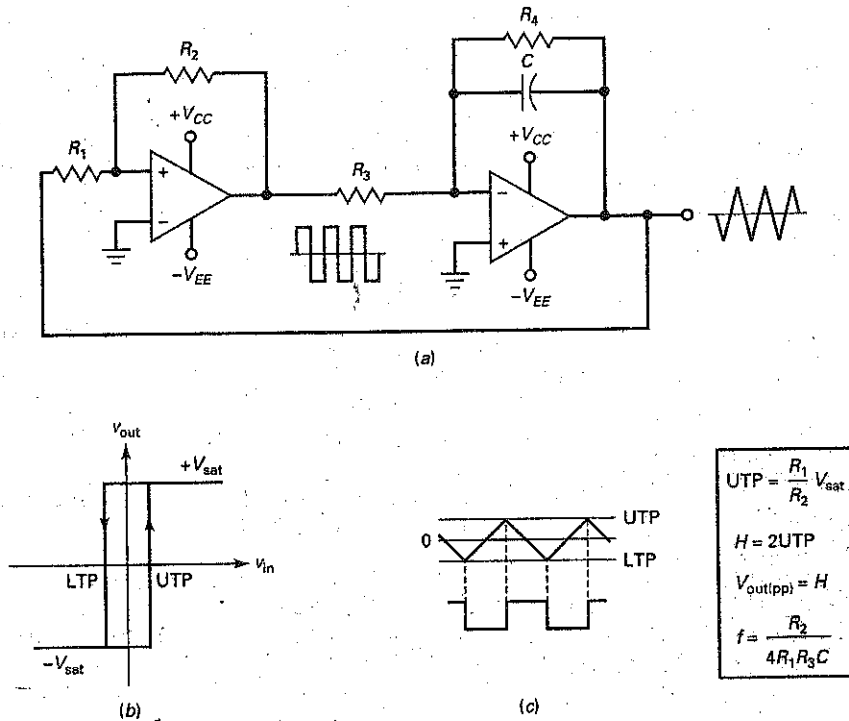 R4
C
R2
+VCC
+VCC
R1
R3
+
−
−
+
−VEE
−VEE
(a)
vout
+Vsat
LTP
UTP
vin
−Vsat
(b)
UTP
0
LTP
(c)
UTP = R1/R2 Vsat
H = 2UTP
Vout(pp) = H
f = R2/4R1R3C